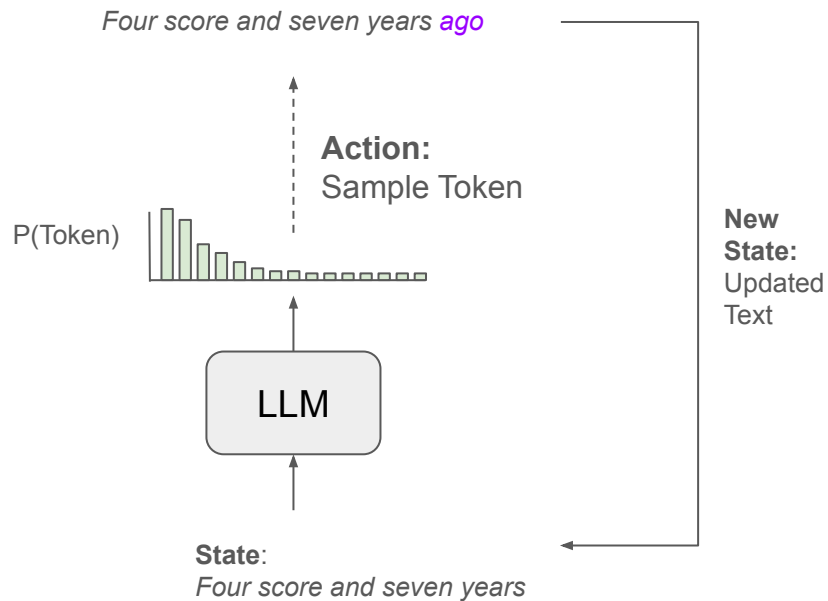 Four score and seven years ago
Action:
Sample Token
P(Token)
New
State:
Updated
Text
LLM
State:
Four score and seven years